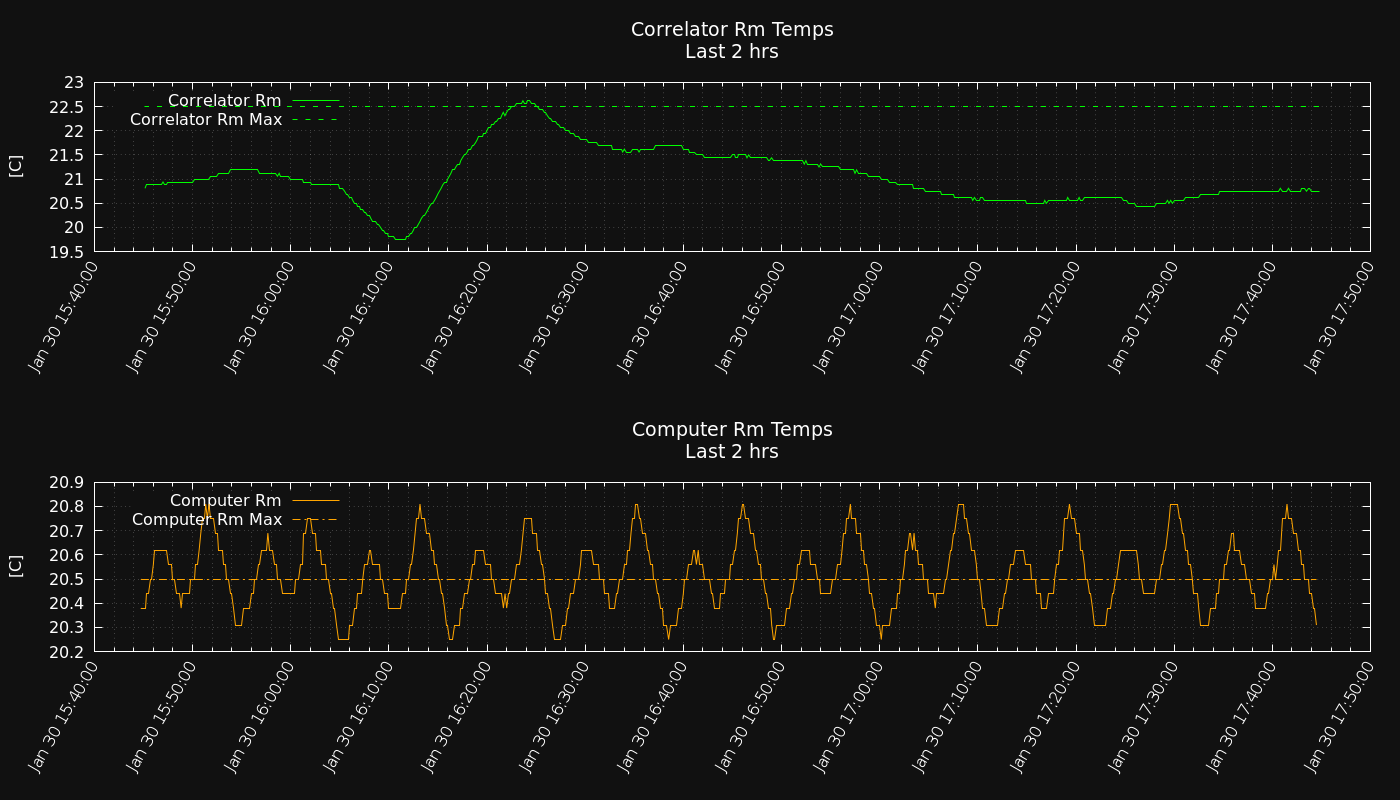 Correlator Rm Temps
Last 2 hrs
23
22.5
22
21.5
21
20.5
20
19.5
[C]
Correlator Rm
Correlator Rm Max
Jan 30 15:40:00
Jan 30 15:50:00
Jan 30 16:00:00
Jan 30 16:10:00
Jan 30 16:20:00
Jan 30 16:30:00
Jan 30 16:40:00
Jan 30 16:50:00
Jan 30 17:00:00
Jan 30 17:10:00
Jan 30 17:20:00
Jan 30 17:30:00
Jan 30 17:40:00
Jan 30 17:50:00
Computer Rm Temps
Last 2 hrs
20.9
20.8
20.7
20.6
20.5
20.4
20.3
20.2
[C]
Computer Rm
Computer Rm Max
Jan 30 15:40:00
Jan 30 15:50:00
Jan 30 16:00:00
Jan 30 16:10:00
Jan 30 16:20:00
Jan 30 16:30:00
Jan 30 16:40:00
Jan 30 16:50:00
Jan 30 17:00:00
Jan 30 17:10:00
Jan 30 17:20:00
Jan 30 17:30:00
Jan 30 17:40:00
Jan 30 17:50:00